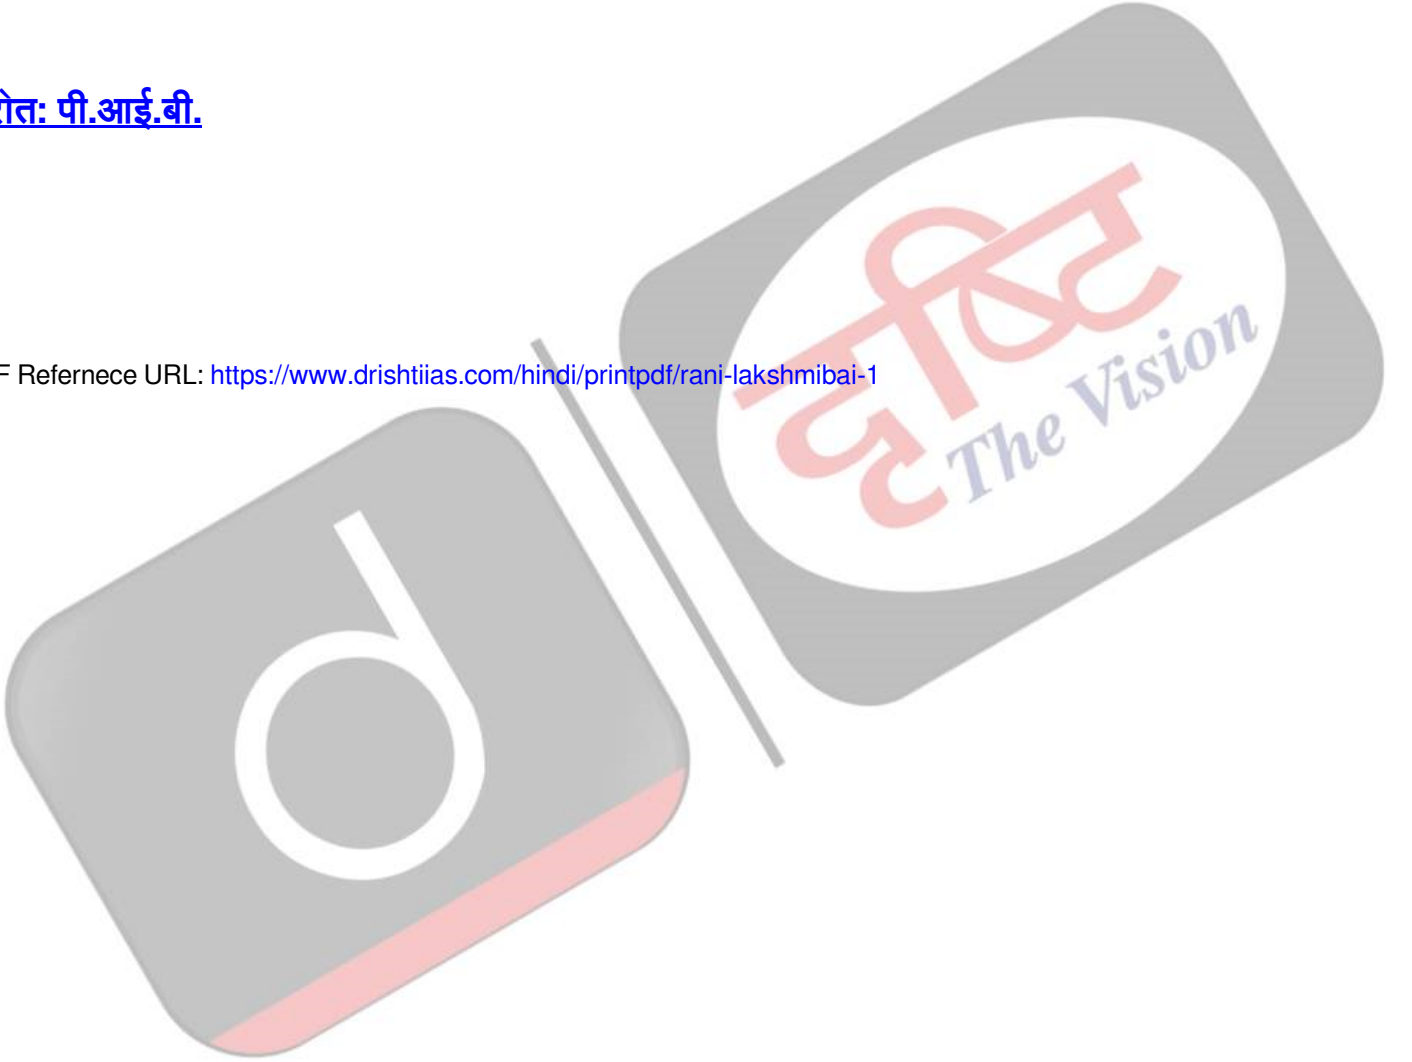 रोत: पी.आई.बी.
F Refernece URL: https://www.drishtiias.com/hindi/printpdf/rani-lakshmibai-1
दृष्टि
The Vision
d